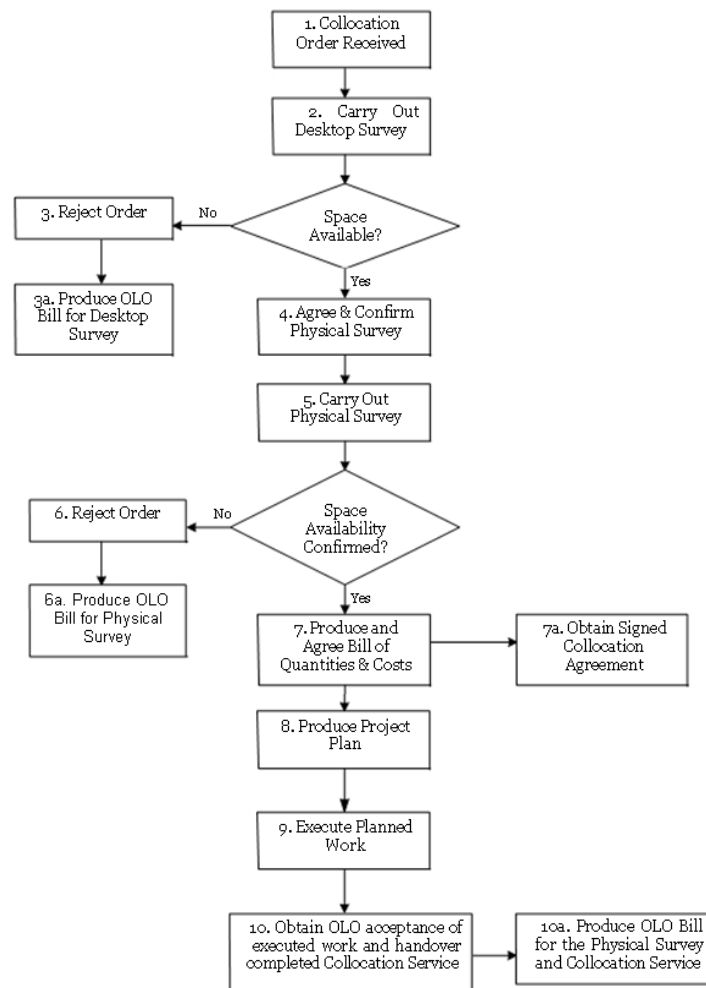 1. Collocation
Order Received
2. Carry Out
Desktop Survey
Space
Available?
No
3. Reject Order
3a. Produce OLO
Bill for Desktop
Survey
Yes
4. Agree & Confirm
Physical Survey
5. Carry Out
Physical Survey
Space
Availability
Confirmed?
No
6. Reject Order
6a. Produce OLO
Bill for Physical
Survey
Yes
7. Produce and
Agree Bill of
Quantities & Costs
7a. Obtain Signed
Collocation
Agreement
8. Produce Project
Plan
9. Execute Planned
Work
10. Obtain OLO acceptance of
executed work and handover
completed Collocation Service
10a. Produce OLO Bill
for the Physical Survey
and Collocation Service